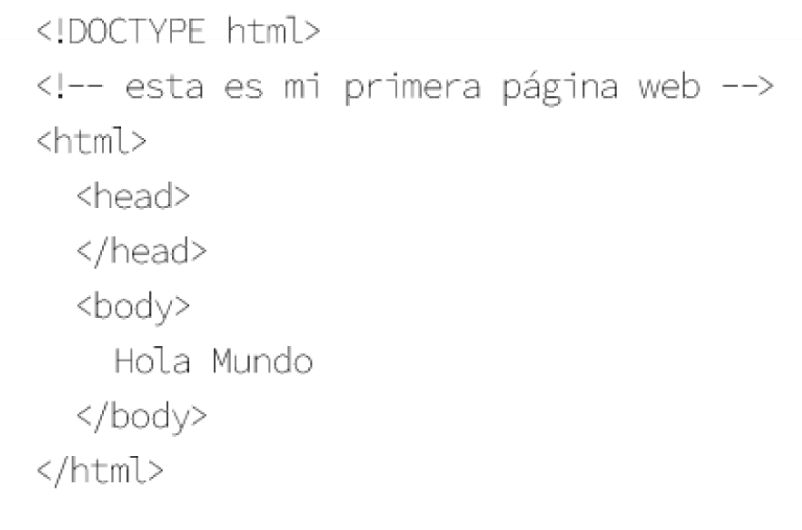 <!DOCTYPE html>
<!-- esta es mi primera página web -->
<html>
  <head>
  </head>
  <body>
    Hola Mundo
  </body>
</html>